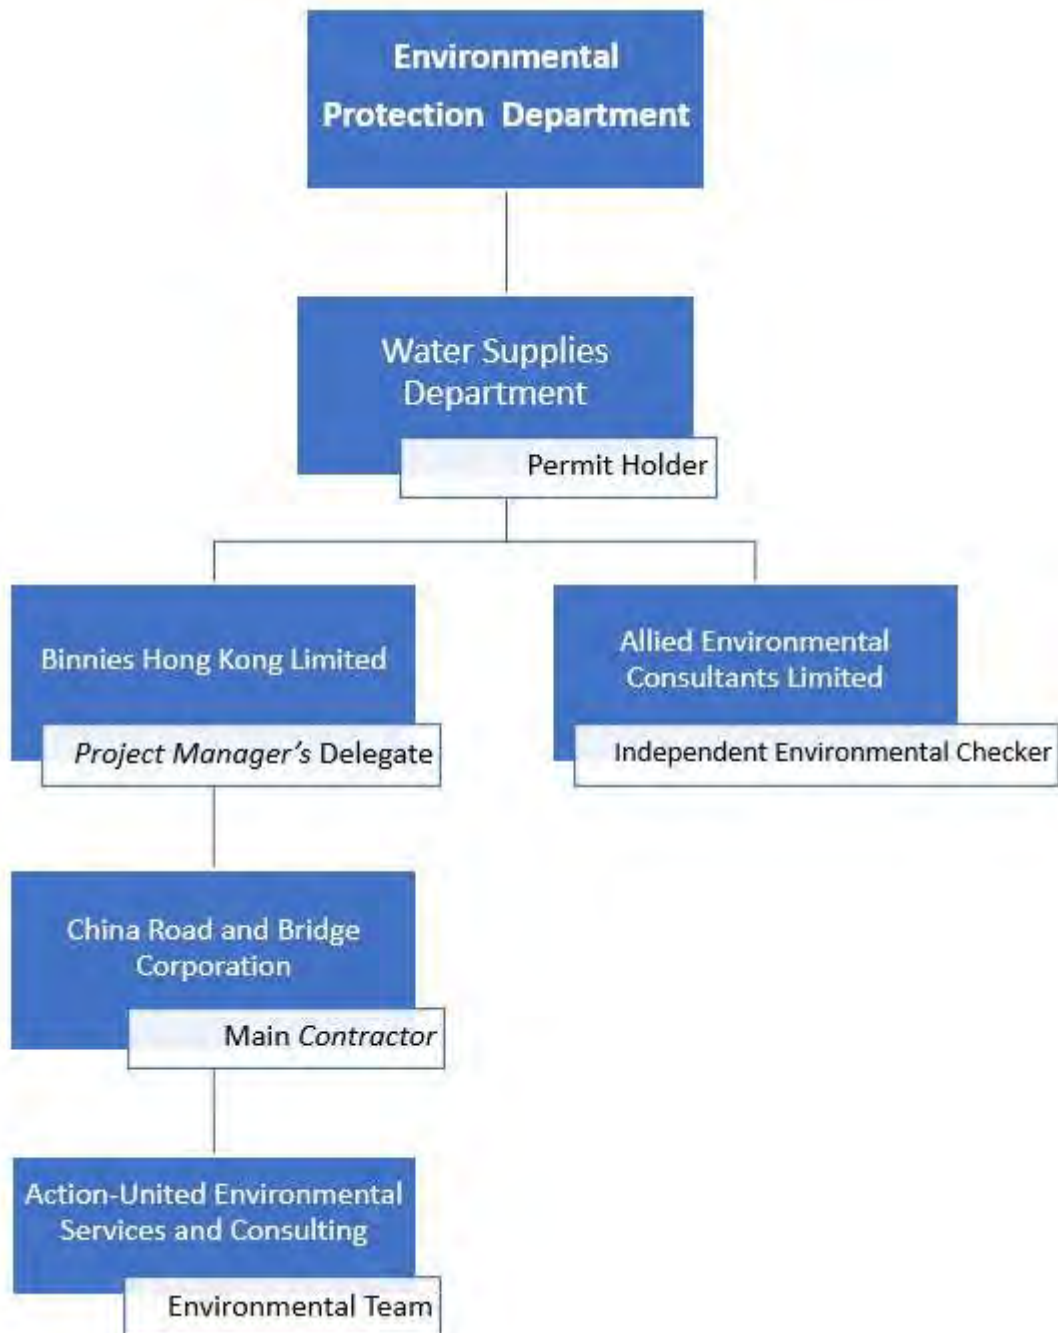 Environmental
Protection Department
Water Supplies
Department
Permit Holder
Binnies Hong Kong Limited
Project Manager's Delegate
Allied Environmental
Consultants Limited
Independent Environmental Checker
China Road and Bridge
Corporation
Main Contractor
Action-United Environmental
Services and Consulting
Environmental Team